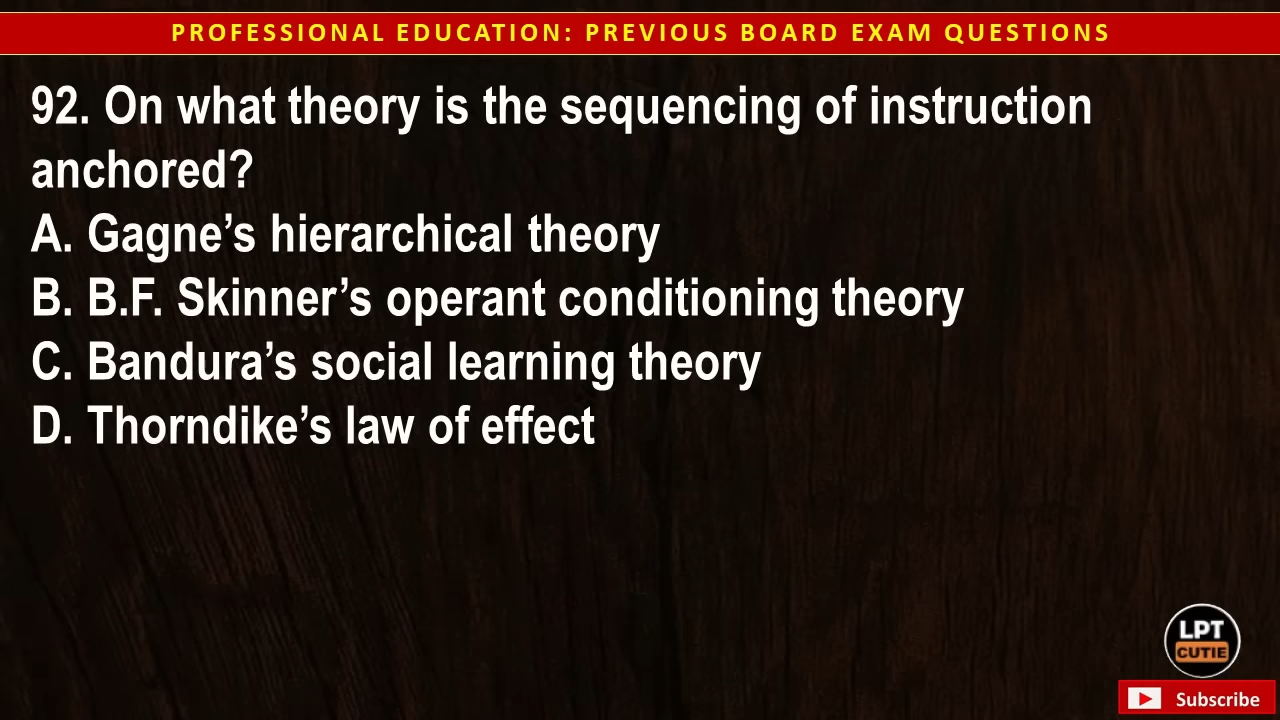 PROFESSIONAL EDUCATION: PREVIOUS BOARD EXAM QUESTIONS
92. On what theory is the sequencing of instruction
anchored?
A. Gagne’s hierarchical theory
B. B.F. Skinner’s operant conditioning theory
C. Bandura’s social learning theory
D. Thorndike’s law of effect
LPT
CUTIE
Subscribe